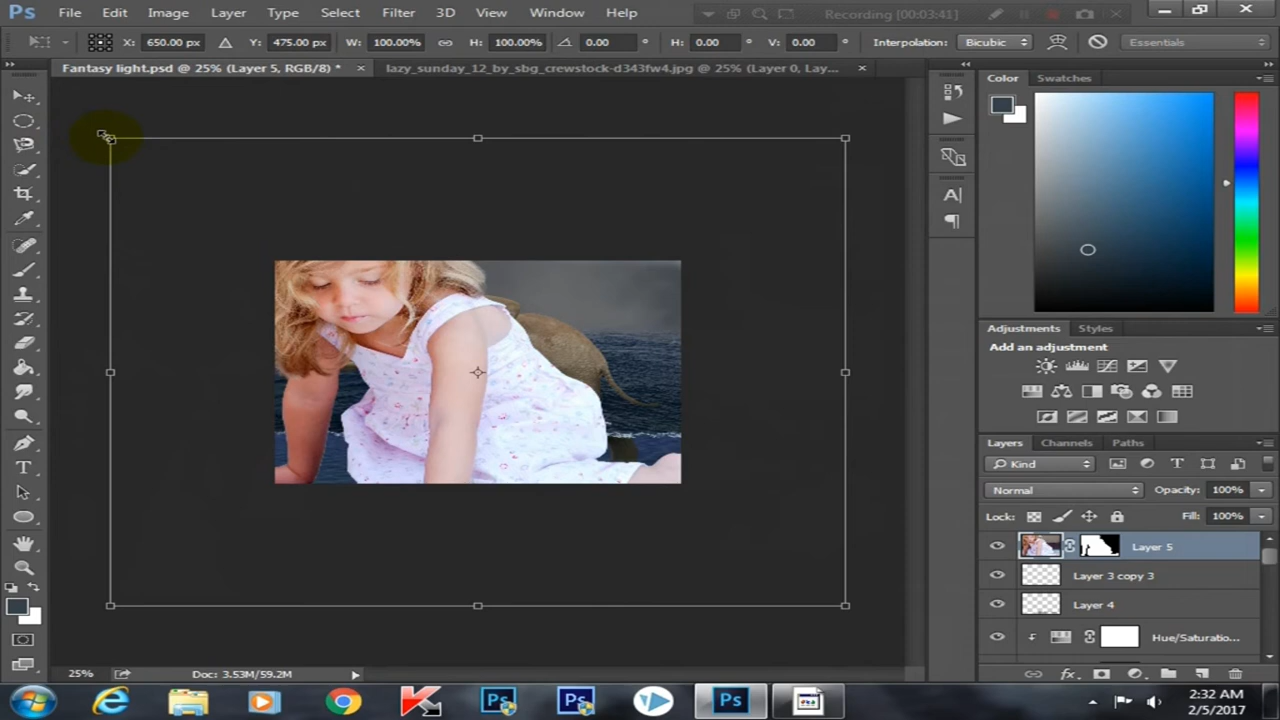 Ps File Edit Image Layer Type Select Filter 3D View Window Help Recording [00:03:41]
X: 650.00 px Y: 475.00 px W: 100.00% H: 100.00% 0.00 ° H: 0.00 ° V: 0.00 ° Interpolation: Bicubic Essentials
Fantasy light.psd @ 25% (Layer 5, RGB/8) * × lazy_sunday_12_by_sbg_crewstock-d343fw4.jpg @ 25% (Layer 0, Lay... ×
Color Swatches
Adjustments Styles
Add an adjustment
Layers Channels Paths
Kind
Normal Opacity: 100%
Lock: Fill: 100%
Layer 5
Layer 3 copy 3
Layer 4
Hue/Saturatio...
25% Doc: 3.53M/59.2M
fx
Ps Ps Ps
2:32 AM
2/5/2017